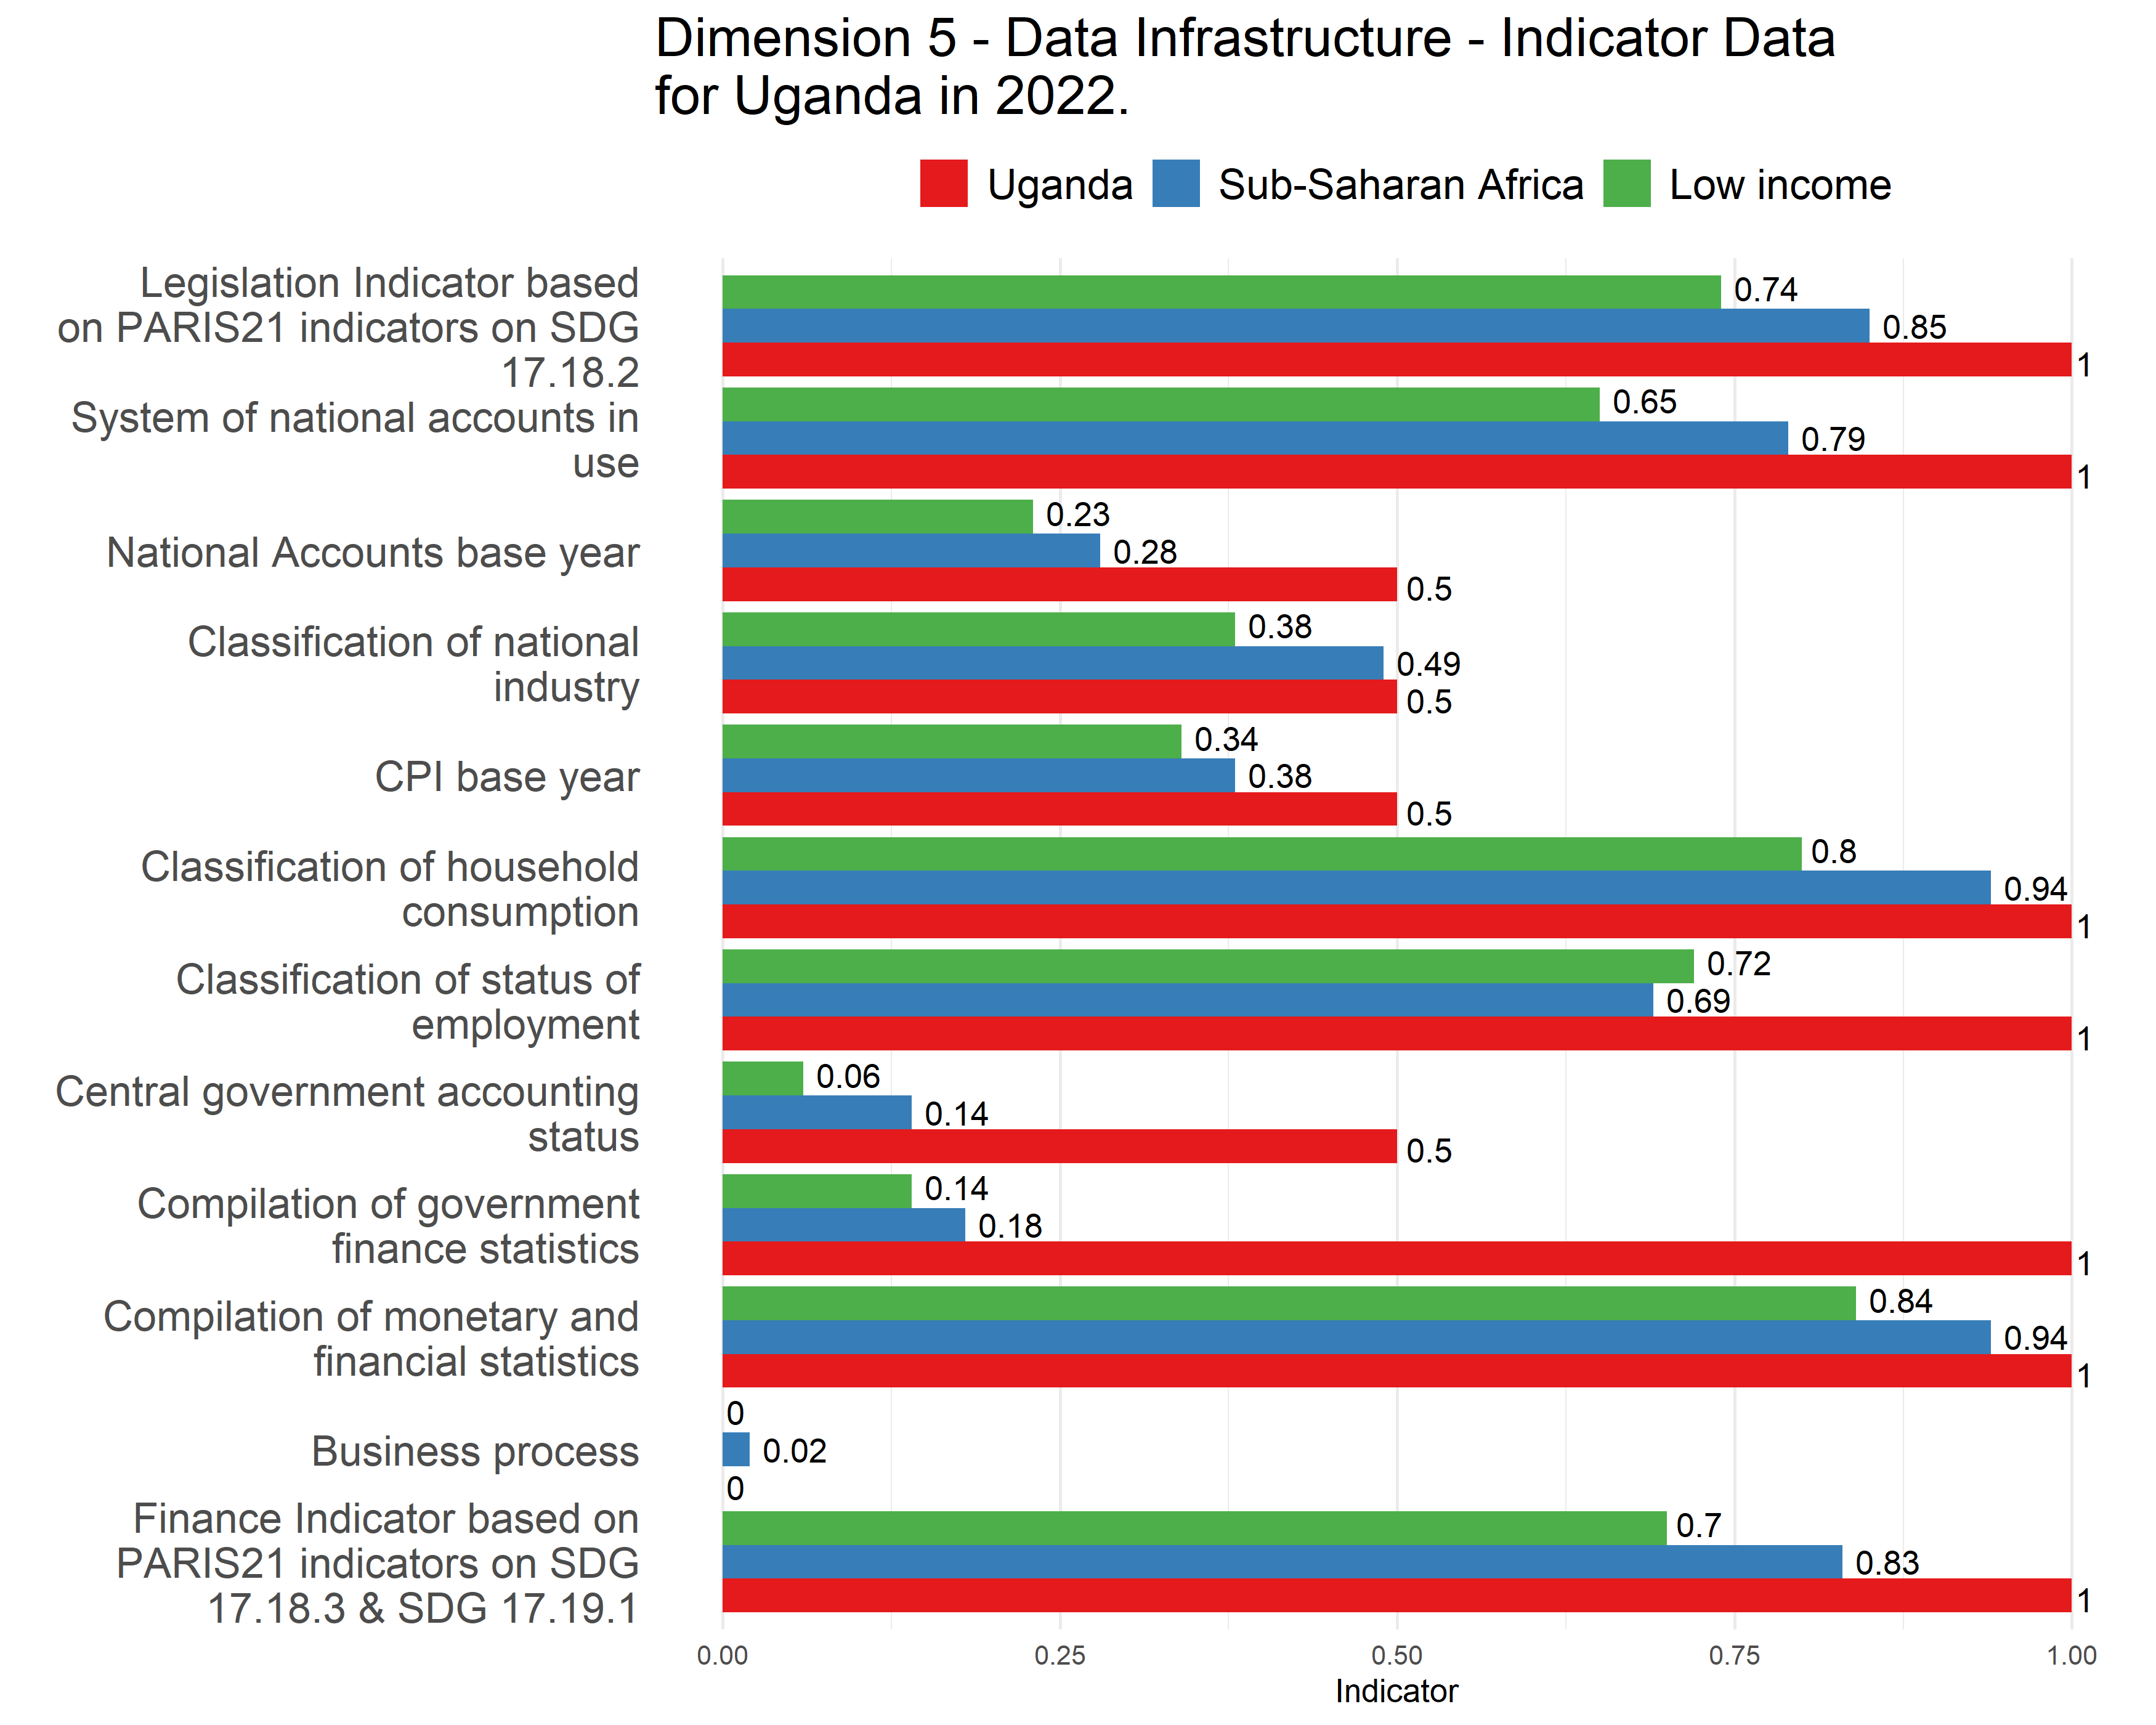 Dimension 5 - Data Infrastructure - Indicator Data
for Uganda in 2022.
Uganda
Sub-Saharan Africa
Low income
Legislation Indicator based
on PARIS21 indicators on SDG
17.18.2
0.74
0.85
1
System of national accounts in
use
0.65
0.79
1
National Accounts base year
0.23
0.28
0.5
Classification of national
industry
0.38
0.49
0.5
CPI base year
0.34
0.38
0.5
Classification of household
consumption
0.8
0.94
1
Classification of status of
employment
0.72
0.69
1
Central government accounting
status
0.06
0.14
0.5
Compilation of government
finance statistics
0.14
0.18
1
Compilation of monetary and
financial statistics
0.84
0.94
1
Business process
0
0.02
0
Finance Indicator based on
PARIS21 indicators on SDG
17.18.3 & SDG 17.19.1
0.7
0.83
1
0.00
0.25
0.50
0.75
1.00
Indicator